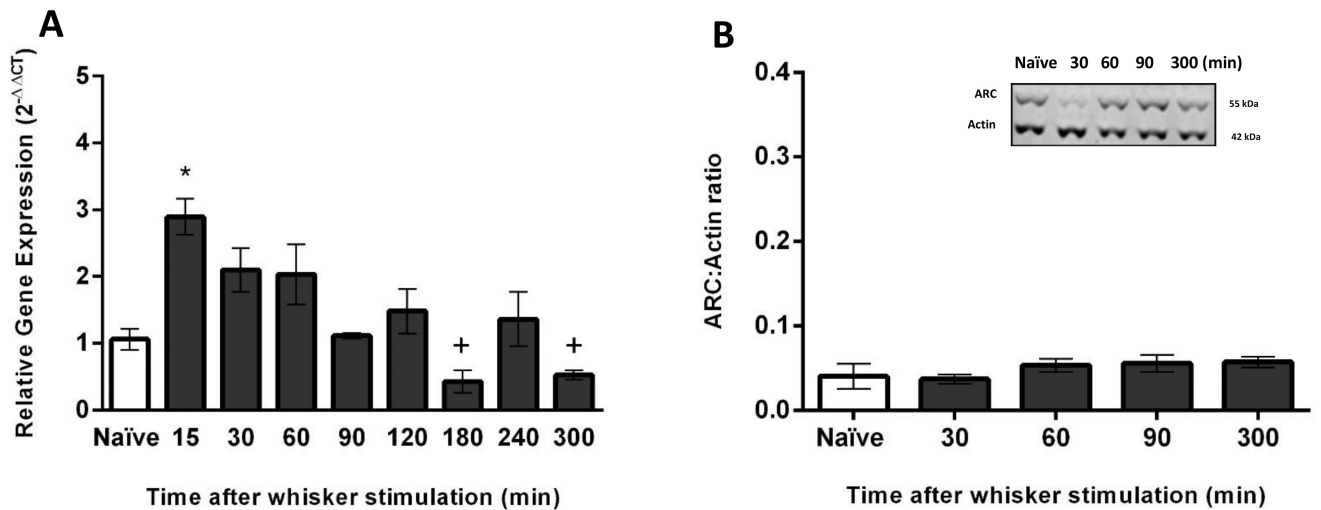 A
Relative Gene Expression (2-Δ ΔCT)
5
4
3
2
1
0
*
+
+
Naïve 15 30 60 90 120 180 240 300
Time after whisker stimulation (min)
B
ARC:Actin ratio
0.4
0.3
0.2
0.1
0.0
Naïve 30 60 90 300 (min)
ARC 55 kDa
Actin 42 kDa
Naïve 30 60 90 300
Time after whisker stimulation (min)